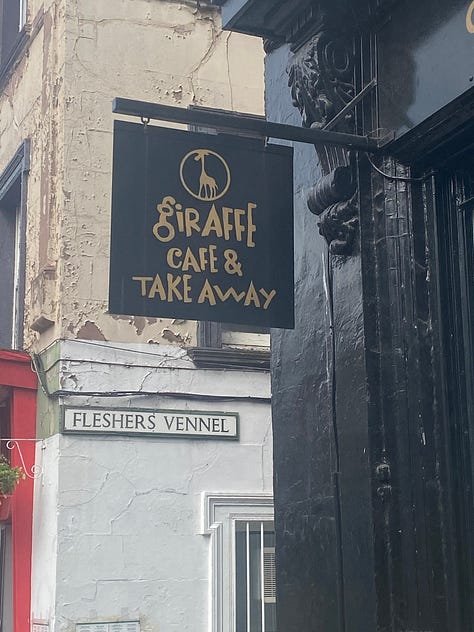 GIRAFFE
CAFE &
TAKE AWAY
FLESHERS VENNEL